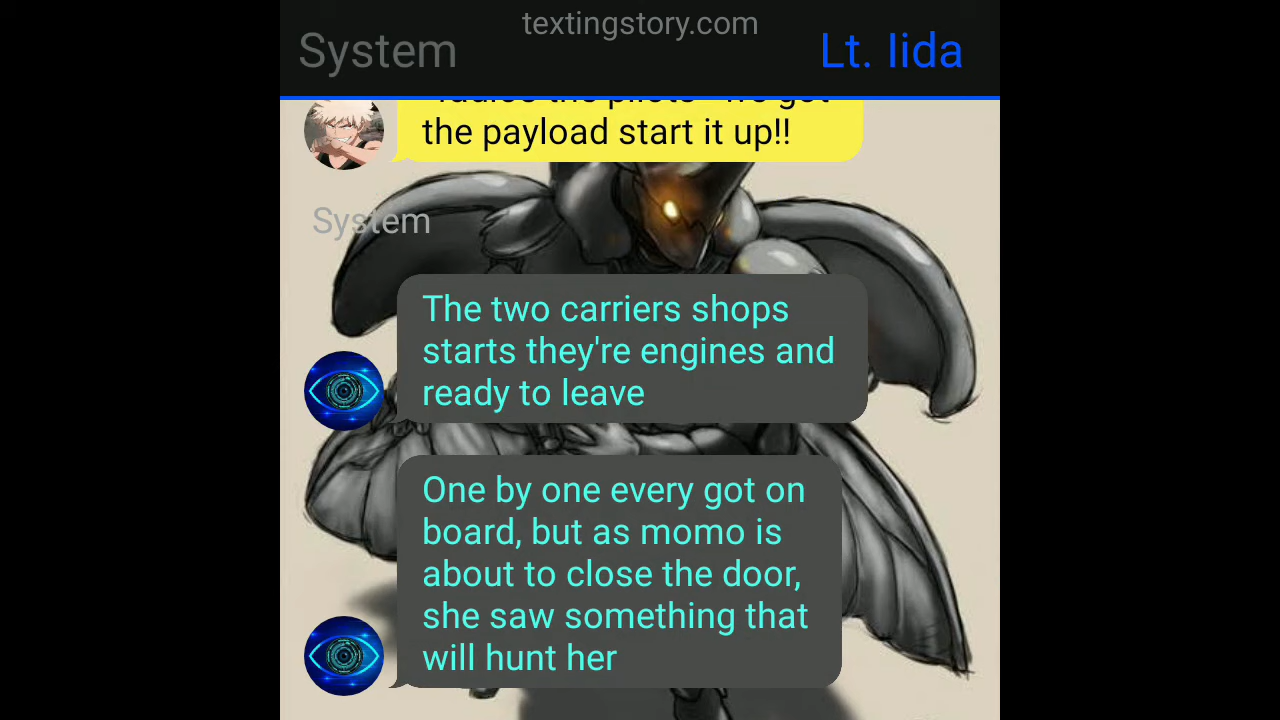 textingstory.com
System
Lt. Iida
the payload start it up!!
System
The two carriers shops
starts they're engines and
ready to leave
One by one every got on
board, but as momo is
about to close the door,
she saw something that
will hunt her